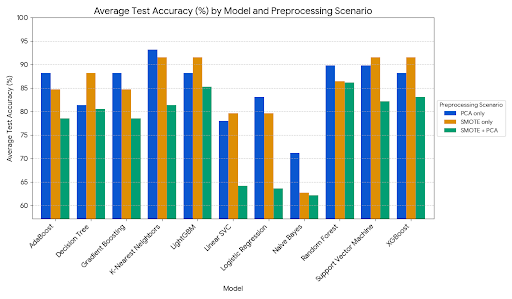 Average Test Accuracy (%) by Model and Preprocessing Scenario
Average Test Accuracy (%)
100
95
90
85
80
75
70
65
60
AdaBoost
Decision Tree
Gradient Boosting
K-Nearest Neighbors
LightGBM
Linear SVC
Logistic Regression
Naive Bayes
Random Forest
Support Vector Machine
XGBoost
Model
Preprocessing Scenario
PCA only
SMOTE only
SMOTE + PCA